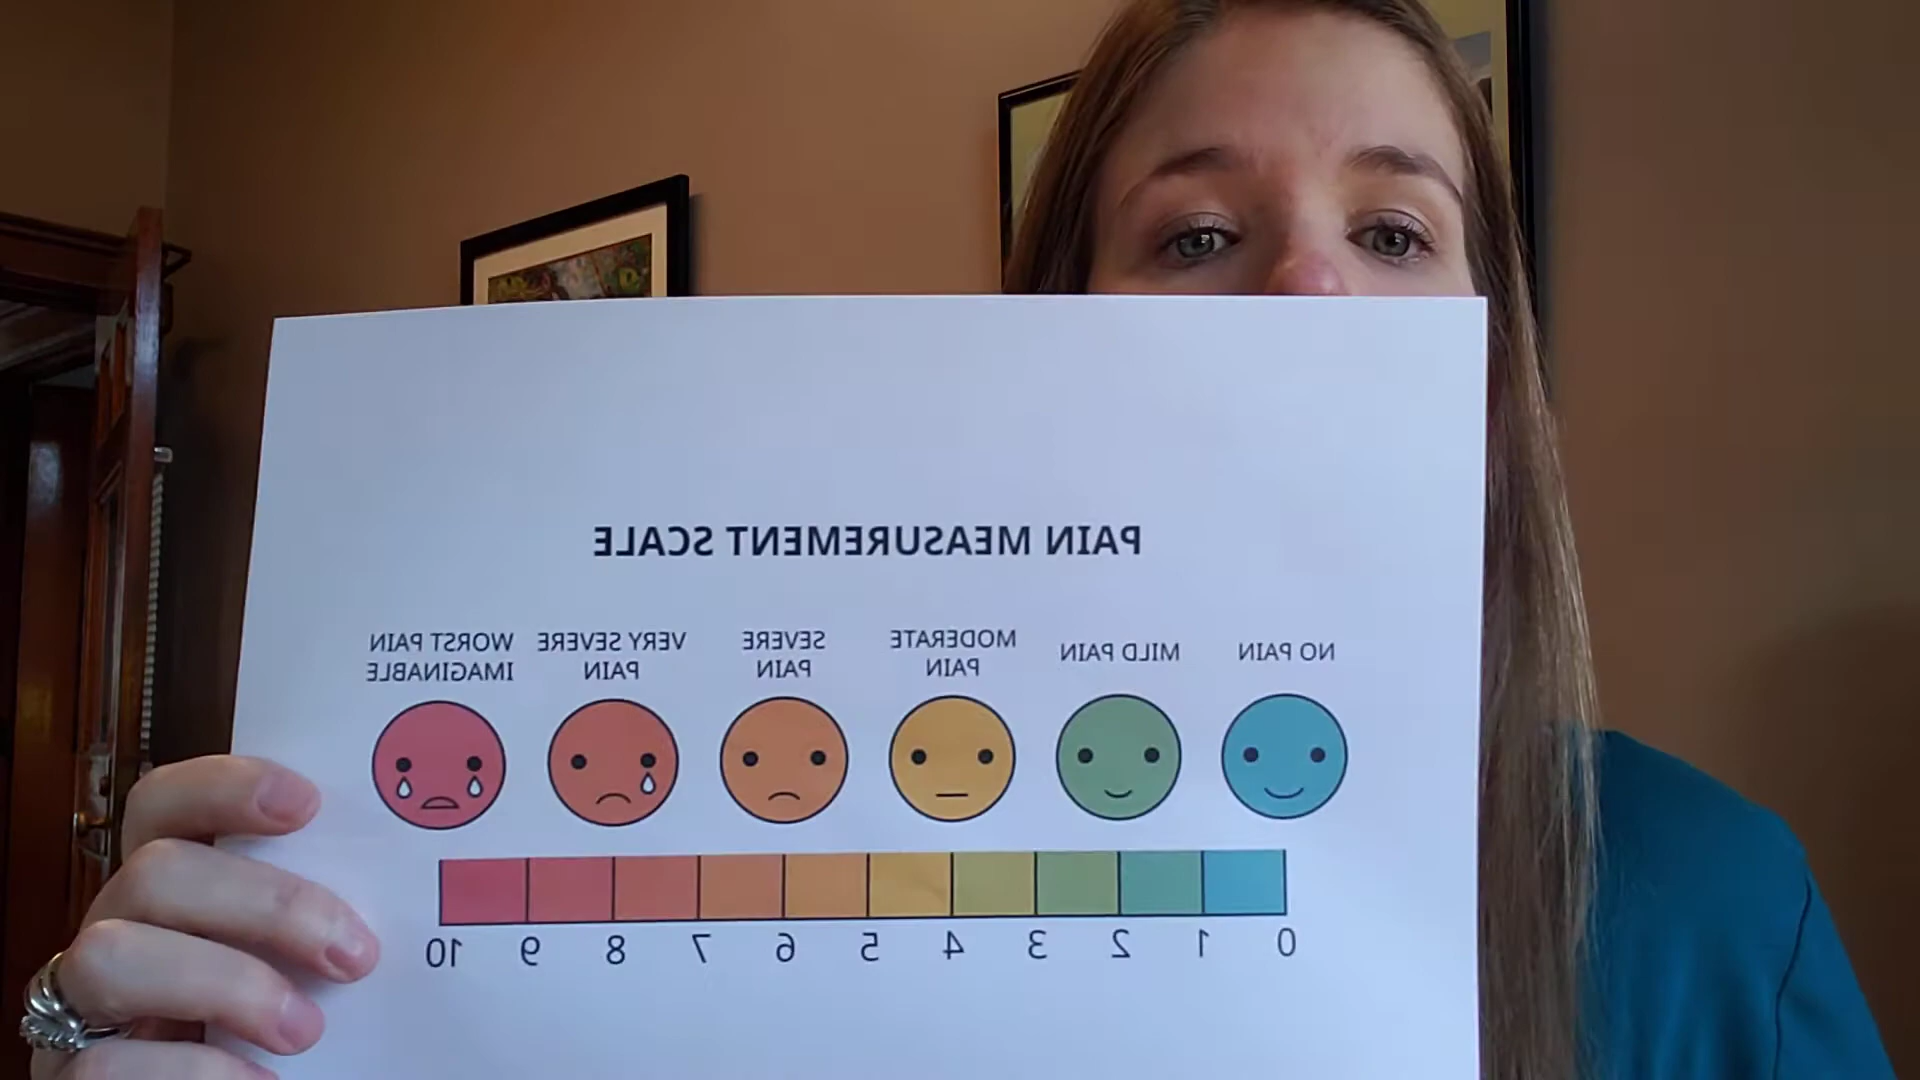 PAIN MEASUREMENT SCALE
NO PAIN
MILD PAIN
MODERATE
PAIN
SEVERE
PAIN
VERY SEVERE
PAIN
WORST PAIN
IMAGINABLE
0 1 2 3 4 5 6 7 8 9 10